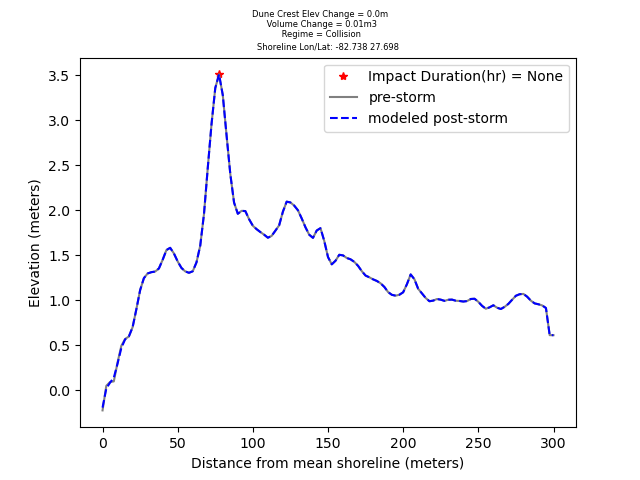 Dune Crest Elev Change = 0.0m
Volume Change = 0.01m3
Regime = Collision
Shoreline Lon/Lat: -82.738 27.698
Impact Duration(hr) = None
pre-storm
modeled post-storm
3.5
3.0
2.5
2.0
1.5
1.0
0.5
0.0
Elevation (meters)
0 50 100 150 200 250 300
Distance from mean shoreline (meters)